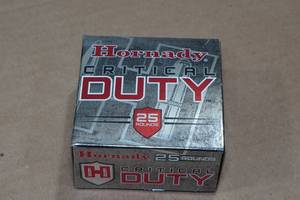 Hornady
CRITICAL
DUTY
25
ROUNDS
Hornady 25 ROUNDS
H
CRITICAL
DUTY